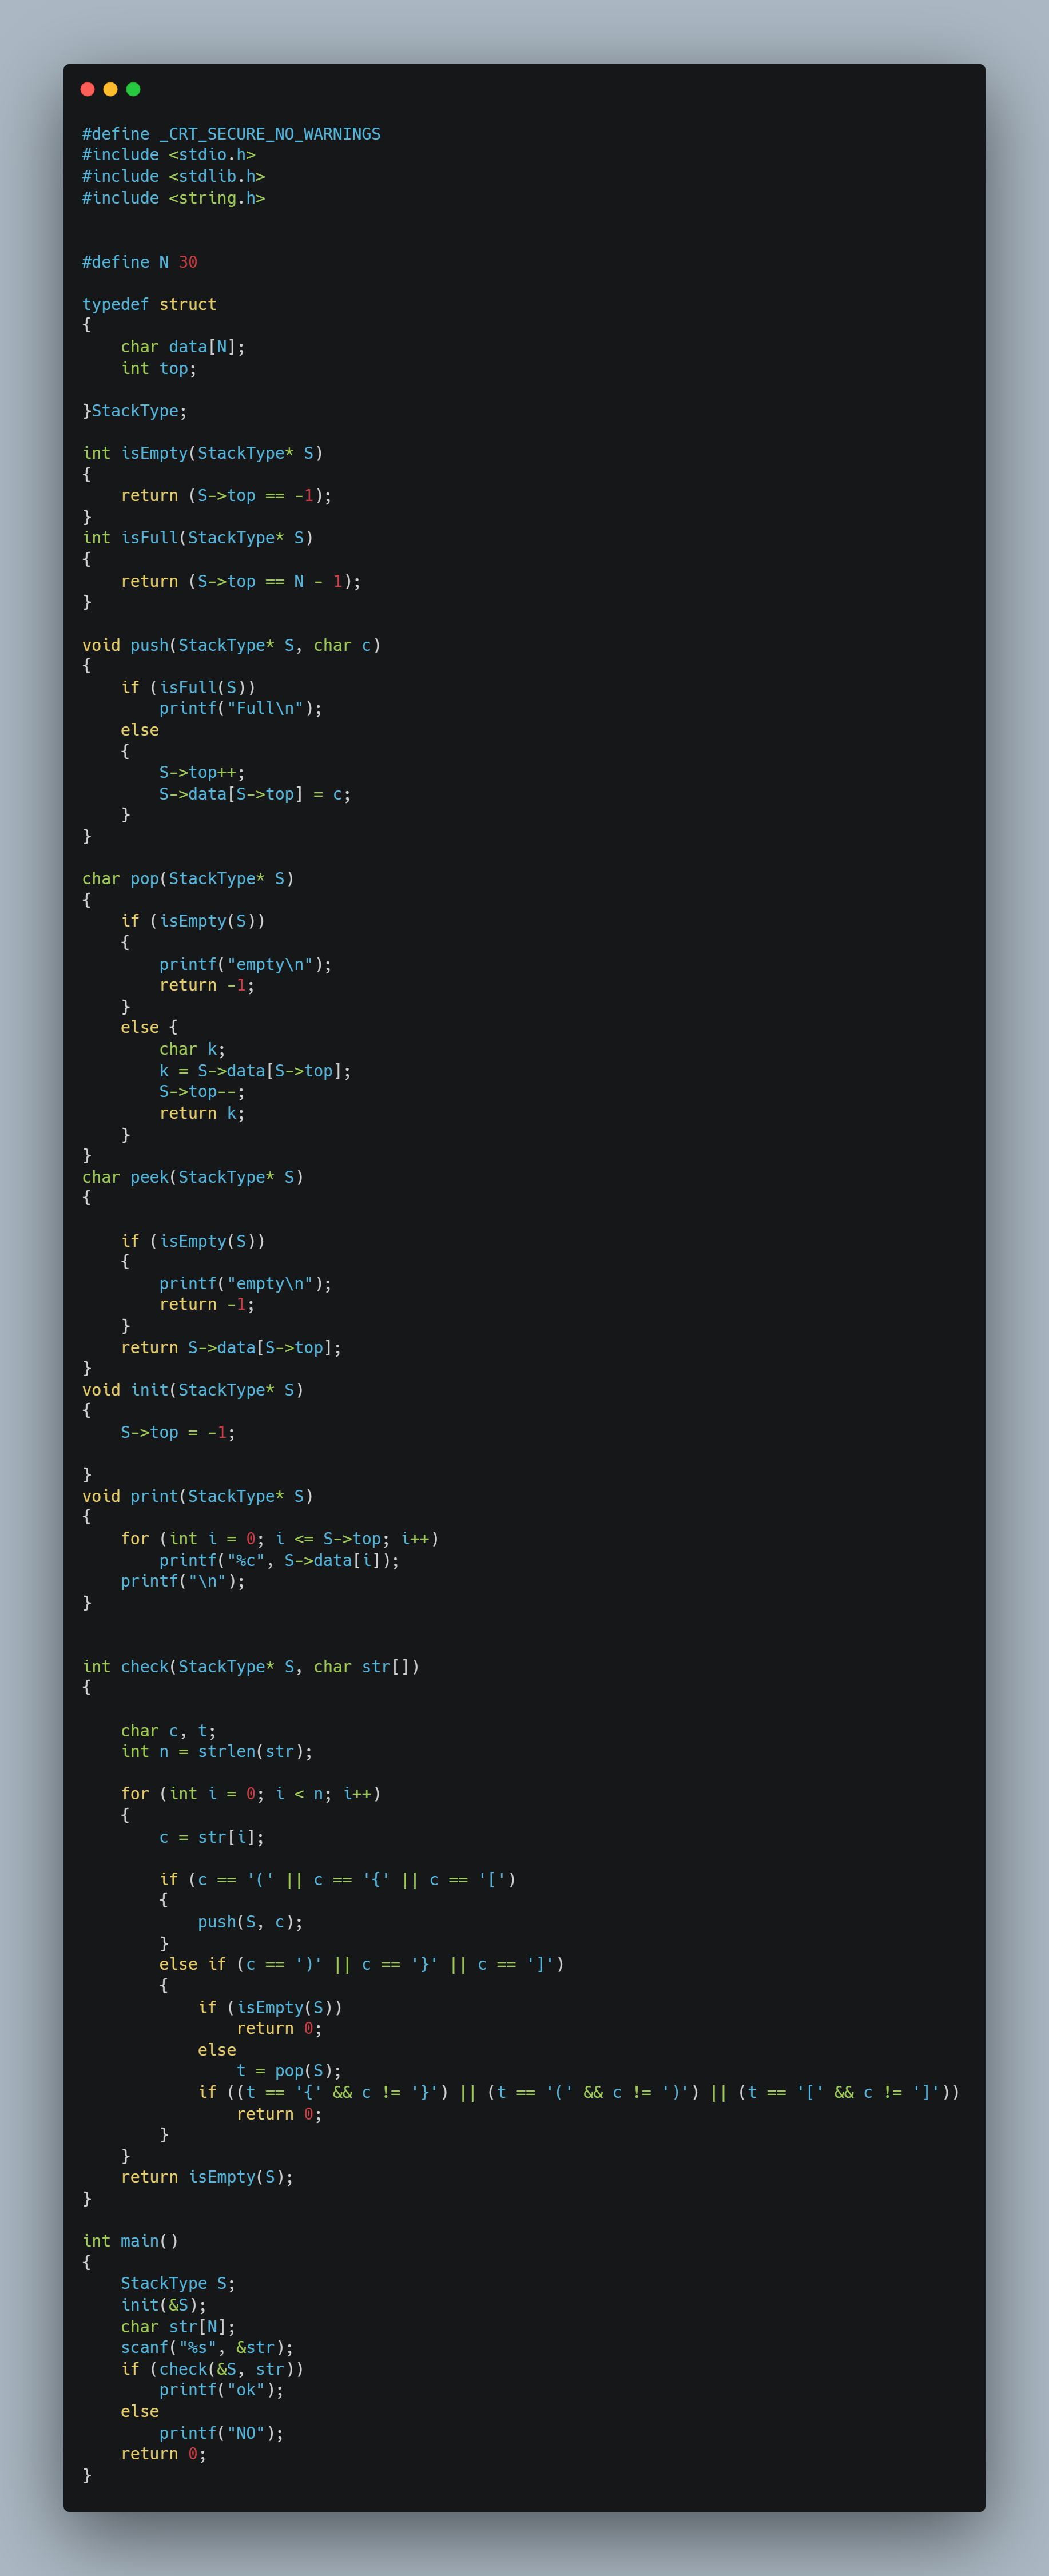 #define _CRT_SECURE_NO_WARNINGS
#include <stdio.h>
#include <stdlib.h>
#include <string.h>


#define N 30

typedef struct
{
    char data[N];
    int top;

}StackType;

int isEmpty(StackType* S)
{
    return (S->top == -1);
}
int isFull(StackType* S)
{
    return (S->top == N - 1);
}

void push(StackType* S, char c)
{
    if (isFull(S))
        printf("Full\n");
    else
    {
        S->top++;
        S->data[S->top] = c;
    }
}

char pop(StackType* S)
{
    if (isEmpty(S))
    {
        printf("empty\n");
        return -1;
    }
    else {
        char k;
        k = S->data[S->top];
        S->top--;
        return k;
    }
}
char peek(StackType* S)
{

    if (isEmpty(S))
    {
        printf("empty\n");
        return -1;
    }
    return S->data[S->top];
}
void init(StackType* S)
{
    S->top = -1;

}
void print(StackType* S)
{
    for (int i = 0; i <= S->top; i++)
        printf("%c", S->data[i]);
    printf("\n");
}


int check(StackType* S, char str[])
{

    char c, t;
    int n = strlen(str);

    for (int i = 0; i < n; i++)
    {
        c = str[i];

        if (c == '(' || c == '{' || c == '[')
        {
            push(S, c);
        }
        else if (c == ')' || c == '}' || c == ']')
        {
            if (isEmpty(S))
                return 0;
            else
                t = pop(S);
            if ((t == '{' && c != '}') || (t == '(' && c != ')') || (t == '[' && c != ']'))
                return 0;
        }
    }
    return isEmpty(S);
}

int main()
{
    StackType S;
    init(&S);
    char str[N];
    scanf("%s", &str);
    if (check(&S, str))
        printf("ok");
    else
        printf("NO");
    return 0;
}